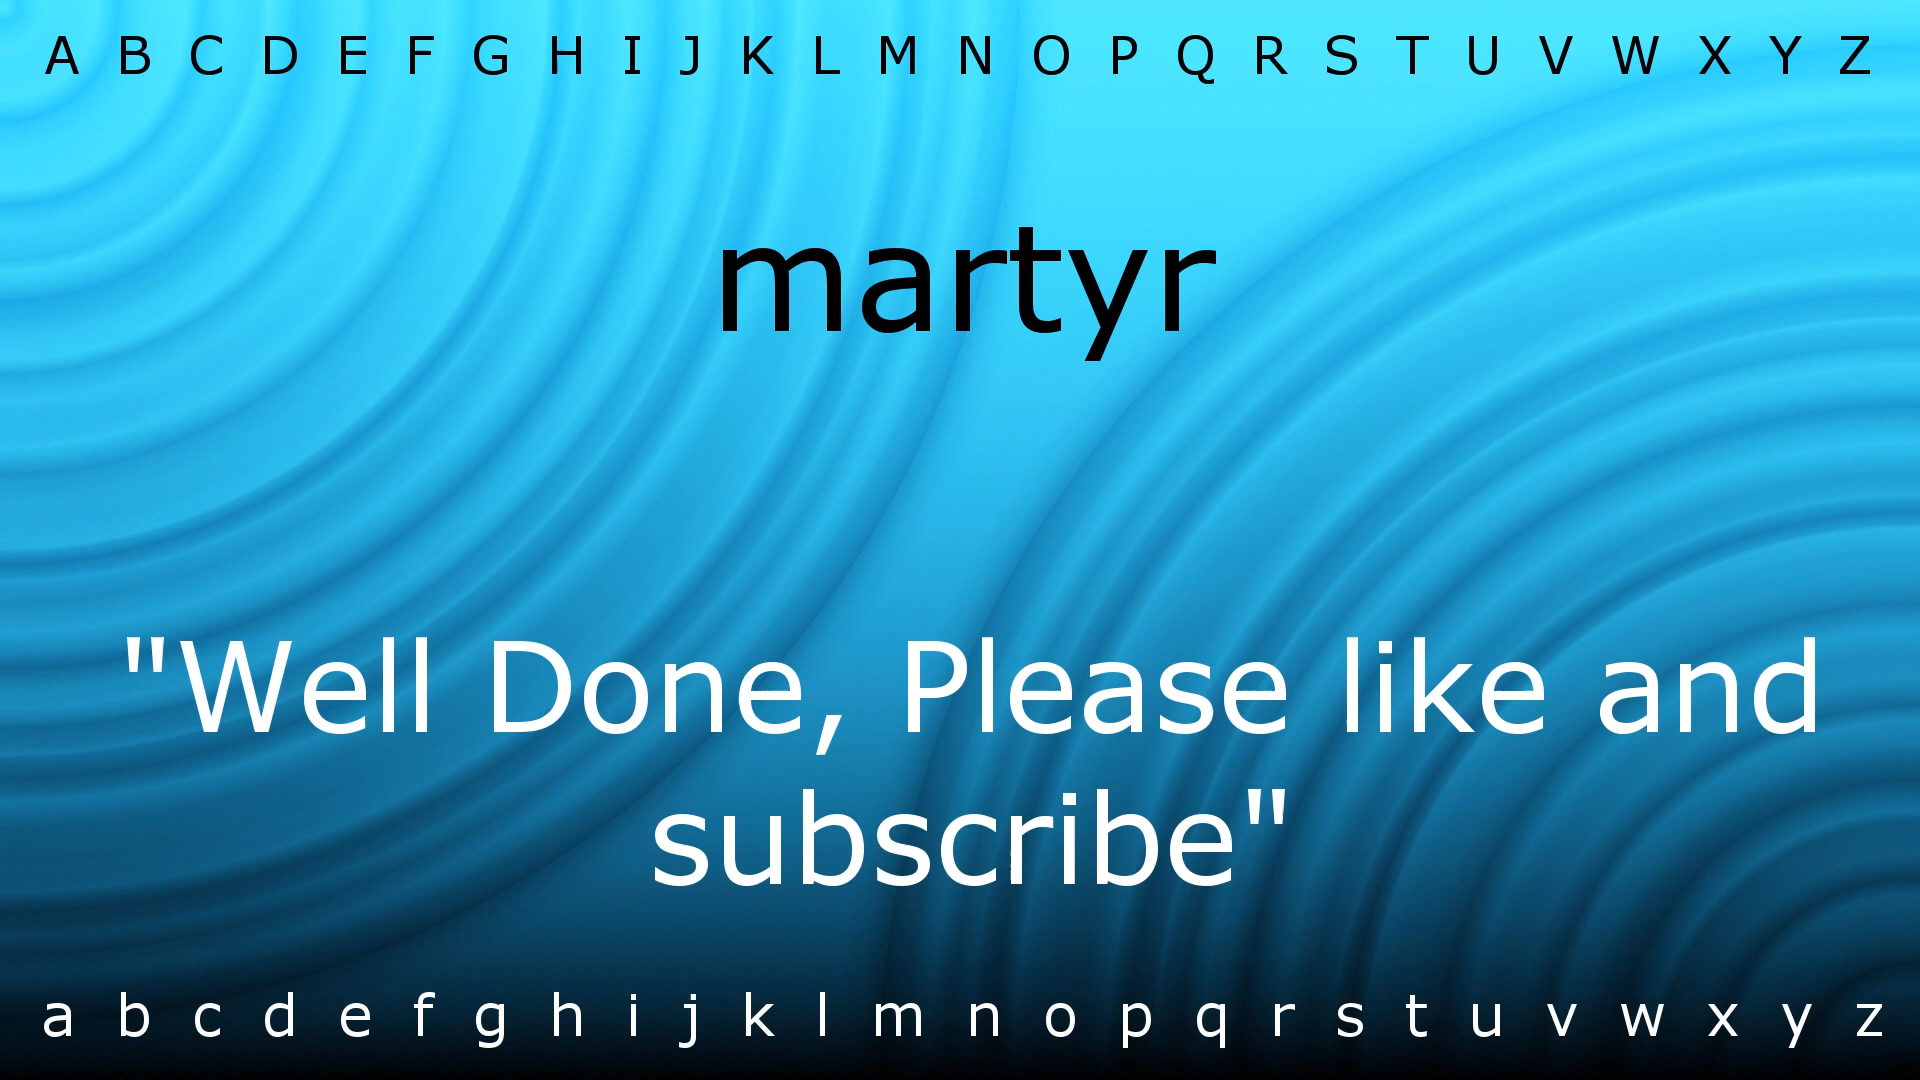 A B C D E F G H I J K L M N O P Q R S T U V W X Y Z
martyr
"Well Done, Please like and
subscribe"
a b c d e f g h i j k l m n o p q r s t u v w x y z